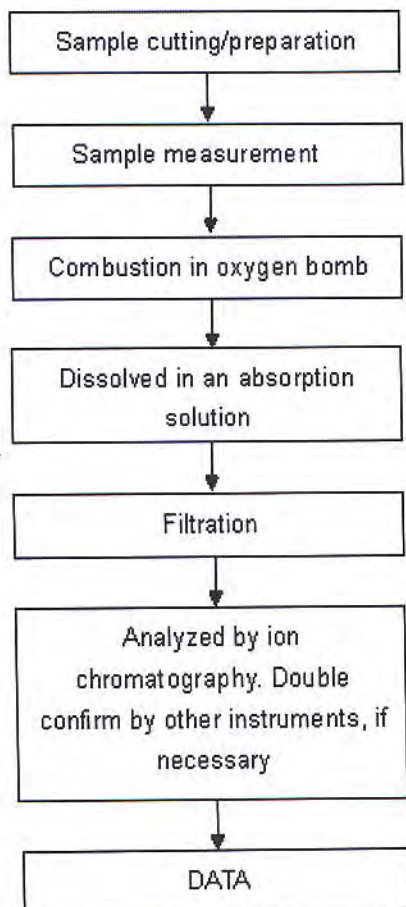 Sample cutting/preparation
Sample measurement
Combustion in oxygen bomb
Dissolved in an absorption
solution
Filtration
Analyzed by ion
chromatography. Double
confirm by other instruments, if
necessary
DATA